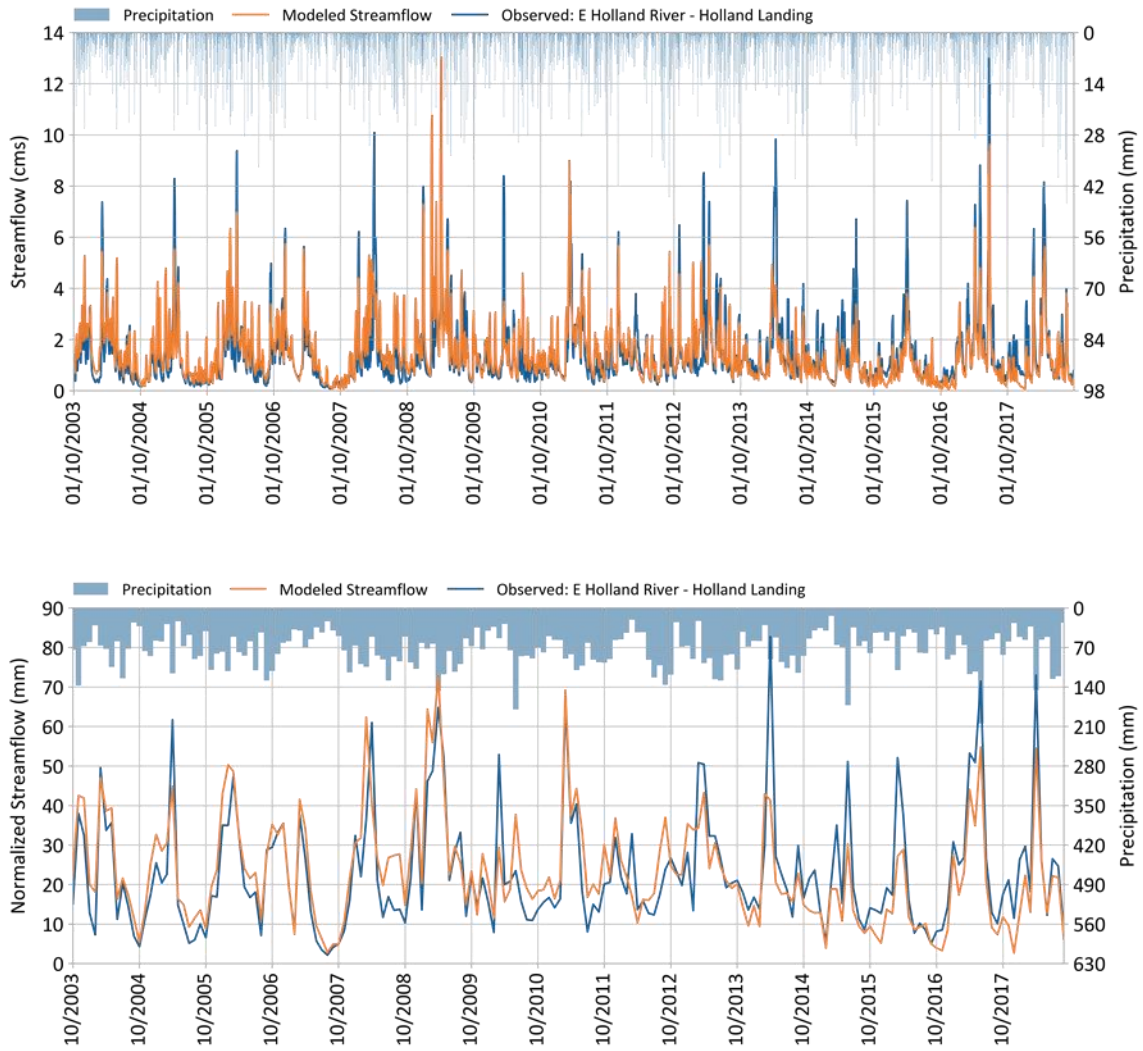 Precipitation Modeled Streamflow Observed: E Holland River - Holland Landing
14 0
12 14
10 28
8 42
6 56
4 70
2 84
0 98
Streamflow (cms)
Precipitation (mm)
01/10/2003 01/10/2004 01/10/2005 01/10/2006 01/10/2007 01/10/2008 01/10/2009 01/10/2010 01/10/2011 01/10/2012 01/10/2013 01/10/2014 01/10/2015 01/10/2016 01/10/2017
Precipitation Modeled Streamflow Observed: E Holland River - Holland Landing
90 0
80 70
70 140
60 210
50 280
40 350
30 420
20 490
10 560
0 630
Normalized Streamflow (mm)
Precipitation (mm)
10/2003 10/2004 10/2005 10/2006 10/2007 10/2008 10/2009 10/2010 10/2011 10/2012 10/2013 10/2014 10/2015 10/2016 10/2017